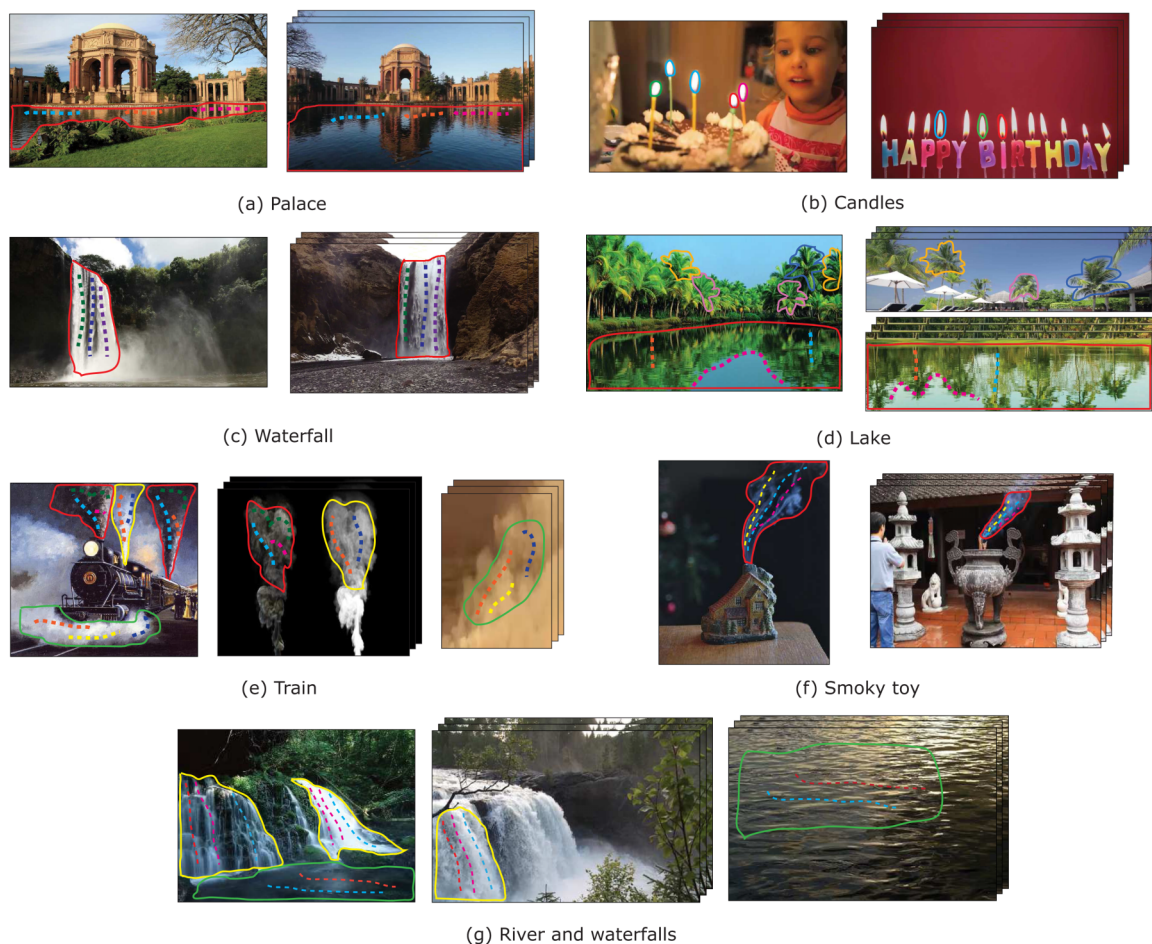 (a) Palace
HAPPY BIRTHDAY
(b) Candles
(c) Waterfall
(d) Lake
(e) Train
(f) Smoky toy
(g) River and waterfalls